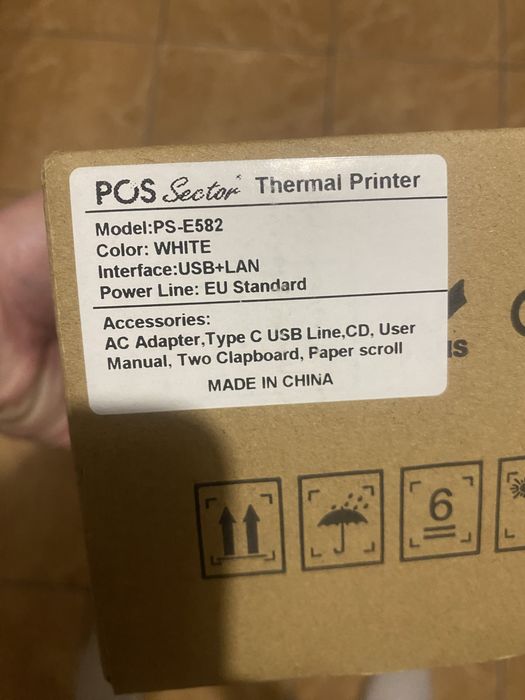 POS Sector Thermal Printer
Model:PS-E582
Color: WHITE
Interface:USB+LAN
Power Line: EU Standard
Accessories:
AC Adapter,Type C USB Line,CD, User
Manual, Two Clapboard, Paper scroll
MADE IN CHINA
6